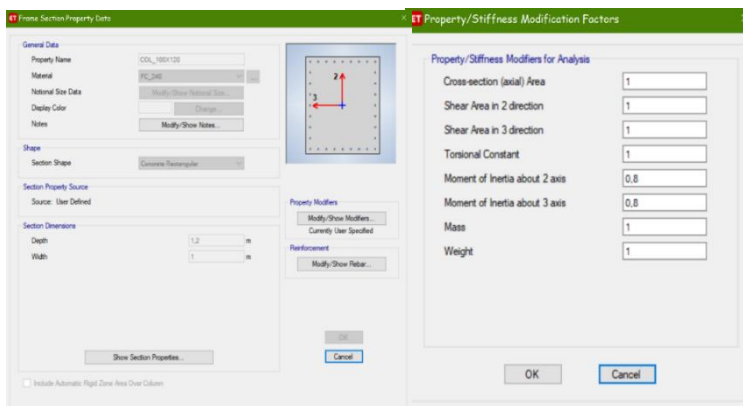 ET Frame Section Property Data
General Data
Property Name COL_100X120
Material FC_240 ...
Notional Size Data Modify/Show Notional Size...
Display Color Change...
Notes Modify/Show Notes...
2
3
Shape
Section Shape Concrete Rectangular
Section Property Source
Source: User Defined
Section Dimensions
Depth 1,2 m
Width 1 m
Property Modifiers
Modify/Show Modifiers...
Currently User Specified
Reinforcement
Modify/Show Rebar...
Show Section Properties...
OK
Cancel
Include Automatic Rigid Zone Area Over Column
ET Property/Stiffness Modification Factors
Property/Stiffness Modifiers for Analysis
Cross-section (axial) Area 1
Shear Area in 2 direction 1
Shear Area in 3 direction 1
Torsional Constant 1
Moment of Inertia about 2 axis 0,8
Moment of Inertia about 3 axis 0,8
Mass 1
Weight 1
OK Cancel